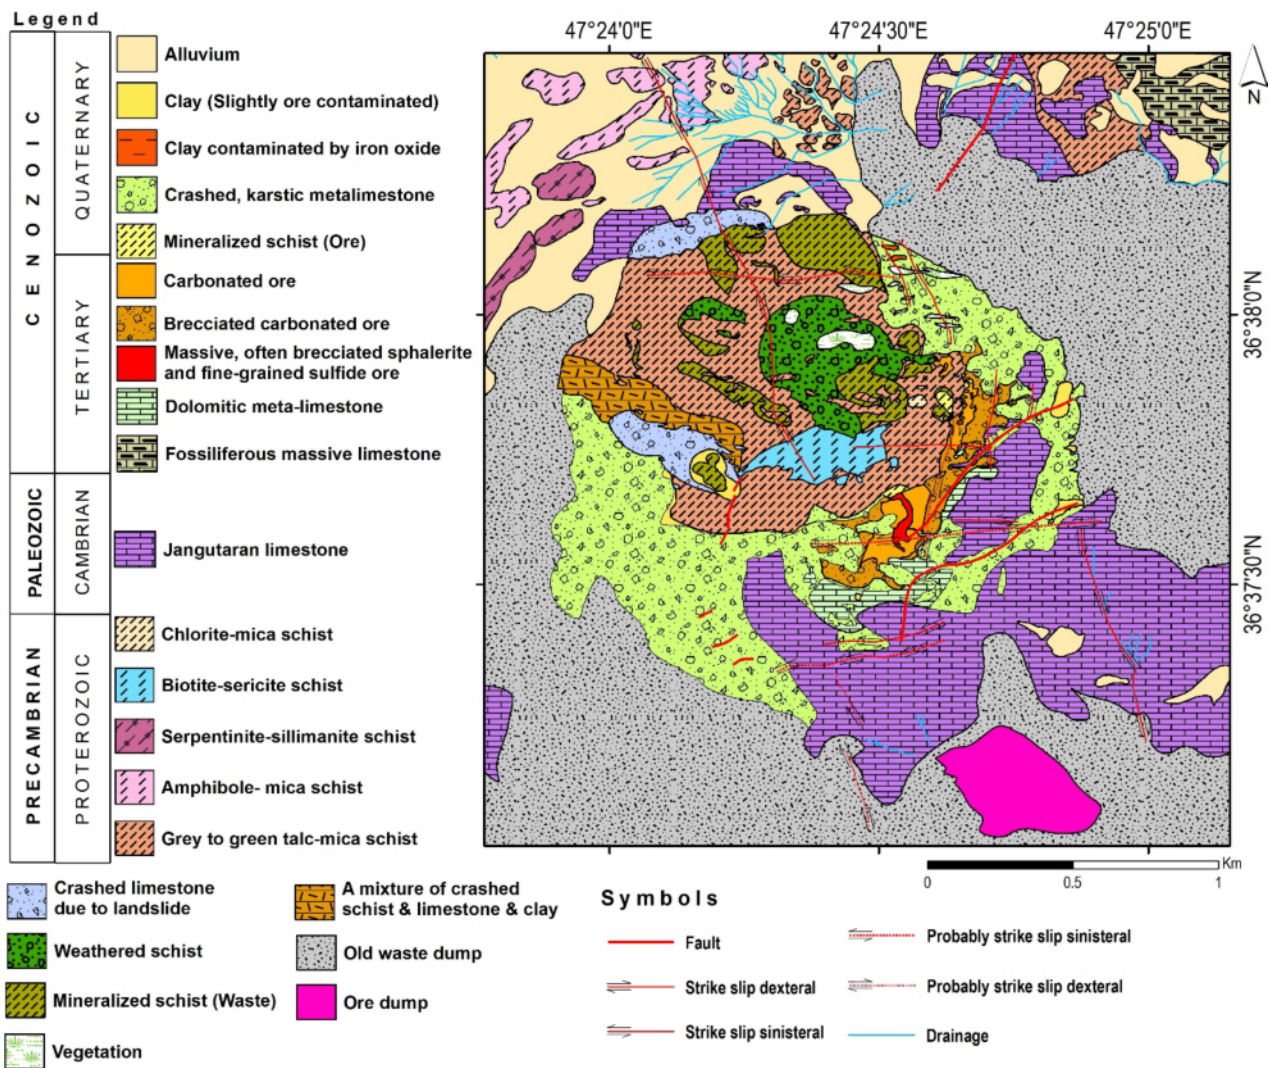 Legend
CENOZOIC
QUATERNARY
Alluvium
Clay (Slightly ore contaminated)
Clay contaminated by iron oxide
Crashed, karstic metalimestone
Mineralized schist (Ore)
TERTIARY
Carbonated ore
Brecciated carbonated ore
Massive, often brecciated sphalerite
and fine-grained sulfide ore
Dolomitic meta-limestone
Fossiliferous massive limestone
PALEOZOIC
CAMBRIAN
Jangutaran limestone
PRECAMBRIAN
PROTEROZOIC
Chlorite-mica schist
Biotite-sericite schist
Serpentinite-sillimanite schist
Amphibole- mica schist
Grey to green talc-mica schist
Crashed limestone
due to landslide
Weathered schist
Mineralized schist (Waste)
Vegetation
A mixture of crashed
schist & limestone & clay
Old waste dump
Ore dump
47°24'0"E
47°24'30"E
47°25'0"E
N
36°38'0"N
36°37'30"N
Km
0
0.5
1
Symbols
Fault
Strike slip dexteral
Strike slip sinisteral
Probably strike slip sinisteral
Probably strike slip dexteral
Drainage